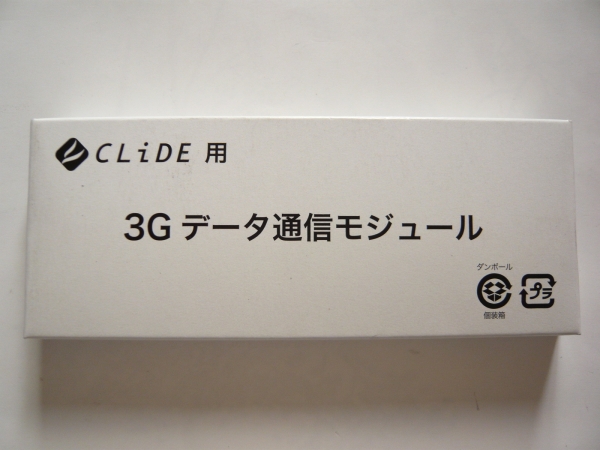 CLiDE 用
3G データ通信モジュール
ダンボール
プラ
個装箱